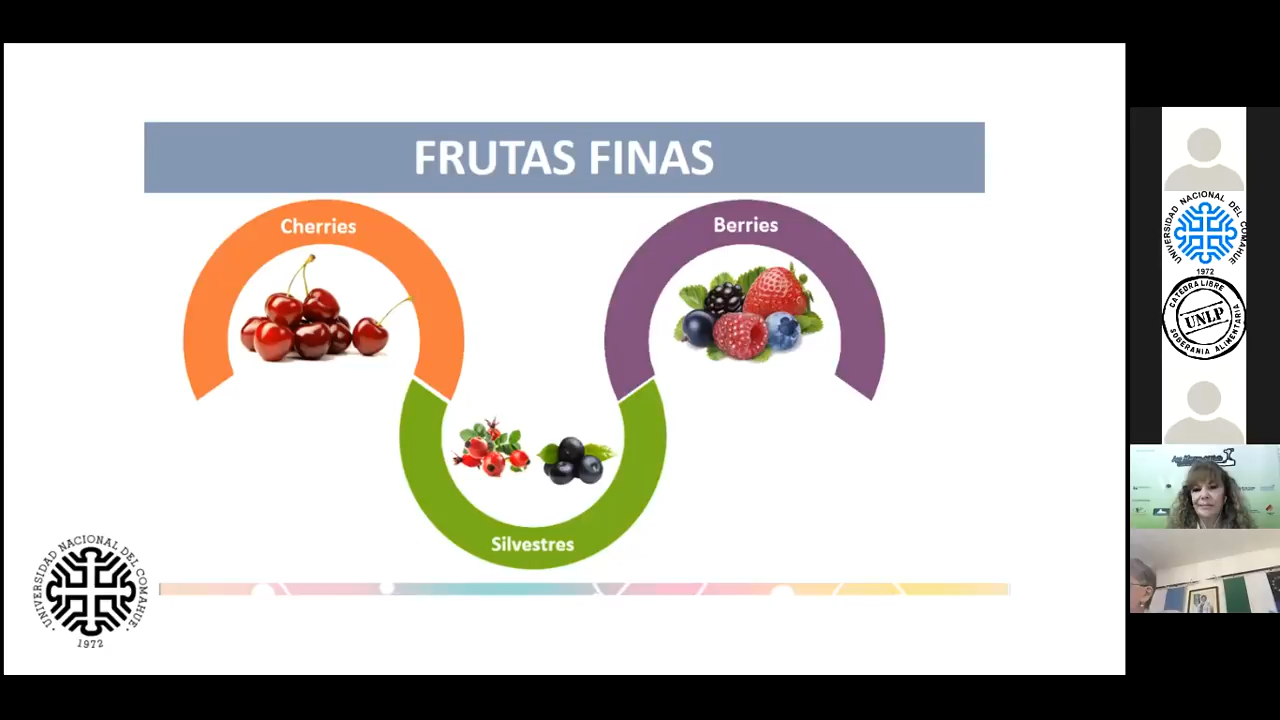 FRUTAS FINAS
Cherries
Berries
Silvestres
UNIVERSIDAD NACIONAL DEL COMAHUE
1972
UNIVERSIDAD NACIONAL DEL COMAHUE
1972
CATEDRA LIBRE
UNLP
SOBERANIA ALIMENTARIA